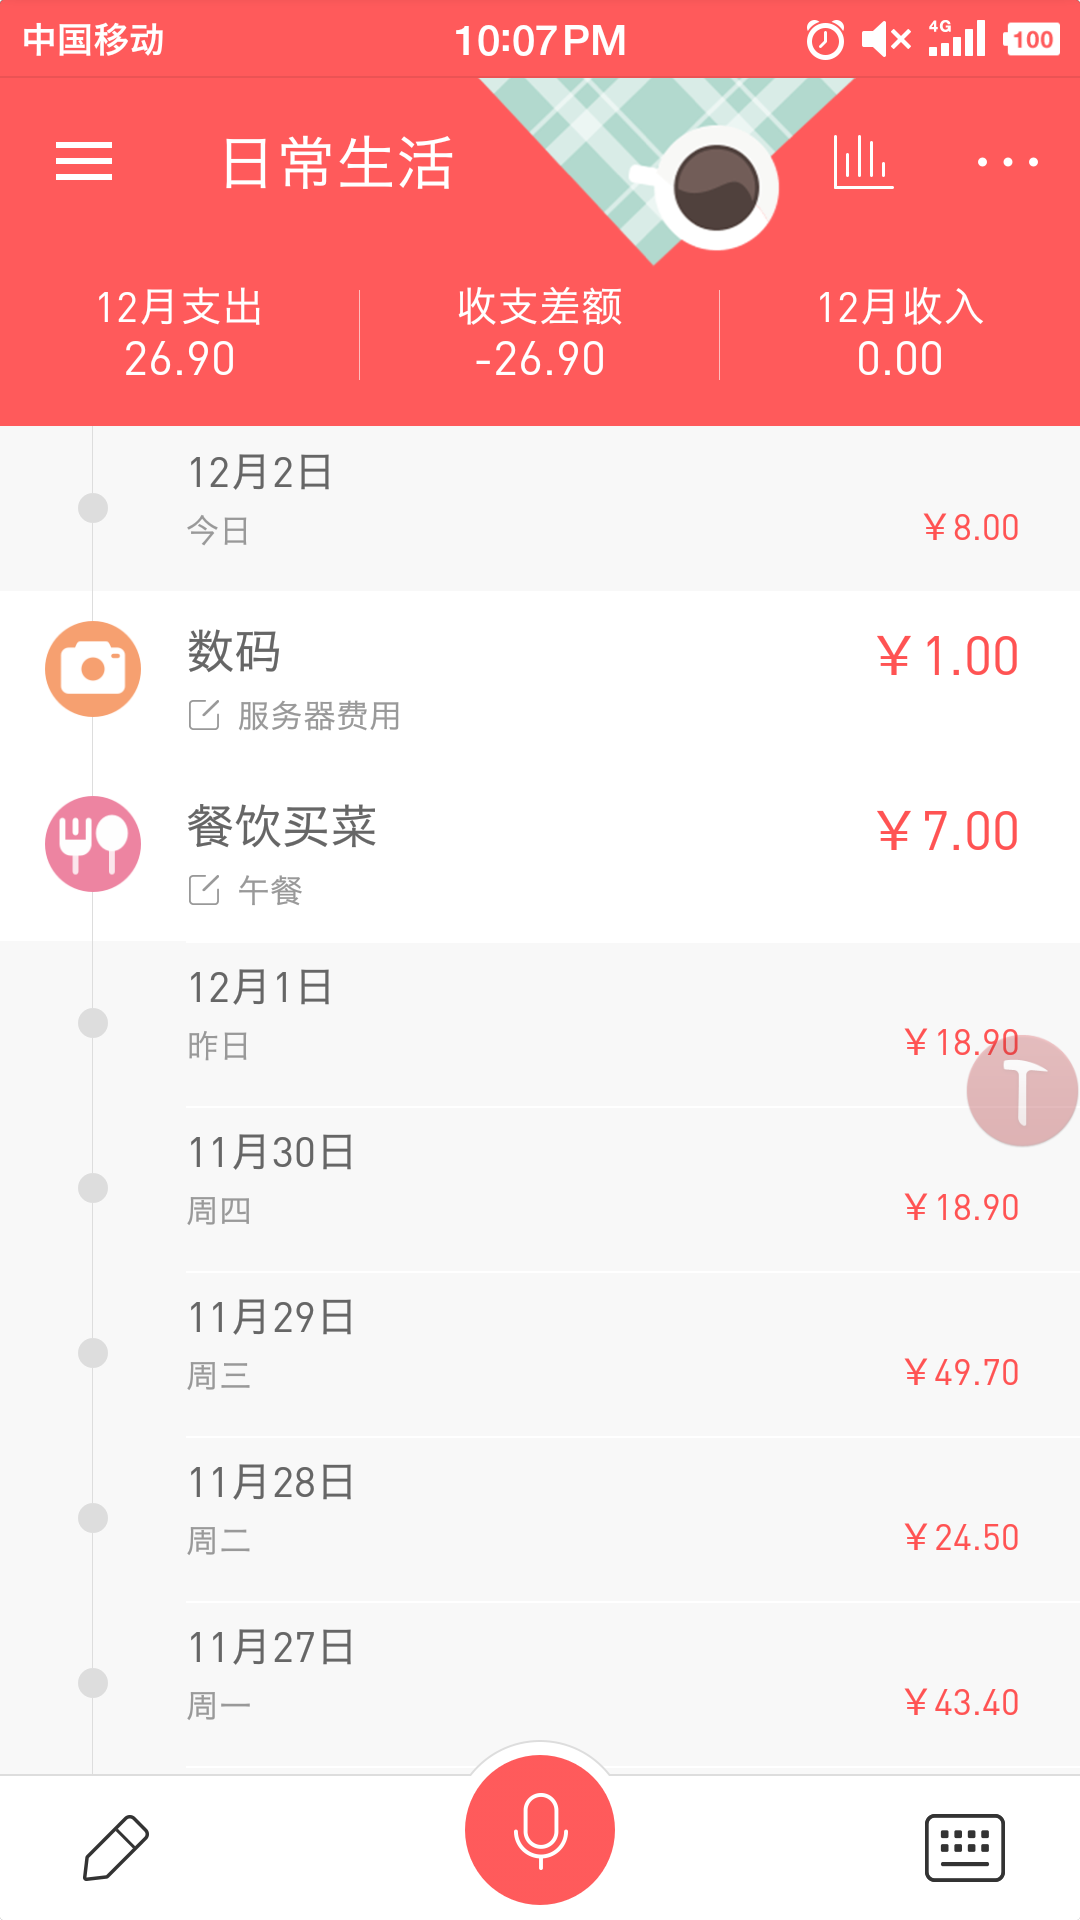 中国移动 10:07PM 4G 100
日常生活
12月支出 收支差额 12月收入
26.90 -26.90 0.00
12月2日
今日 ¥8.00
数码 ¥1.00
服务器费用
餐饮买菜 ¥7.00
午餐
12月1日
昨日 ¥18.90
11月30日
周四 ¥18.90
11月29日
周三 ¥49.70
11月28日
周二 ¥24.50
11月27日
周一 ¥43.40